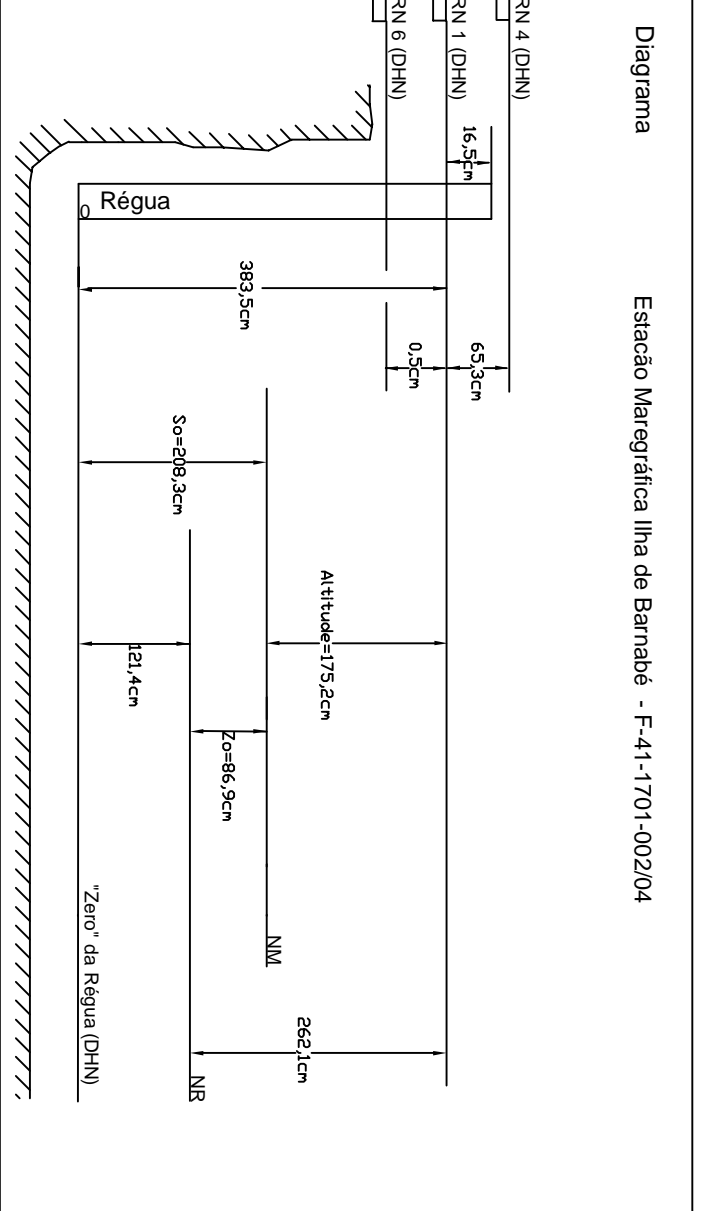 Diagrama
Estacão Maregráfica Ilha de Barnabé - F-41-1701-002/04
RN 4 (DHN)
RN 1 (DHN)
RN 6 (DHN)
16,5cm
Régua
0
383,5cm
65,3cm
0,5cm
So=208,3cm
Altitude=175,2cm
121,4cm
Zo=86,9cm
NM
262,1cm
NR
"Zero" da Régua (DHN)